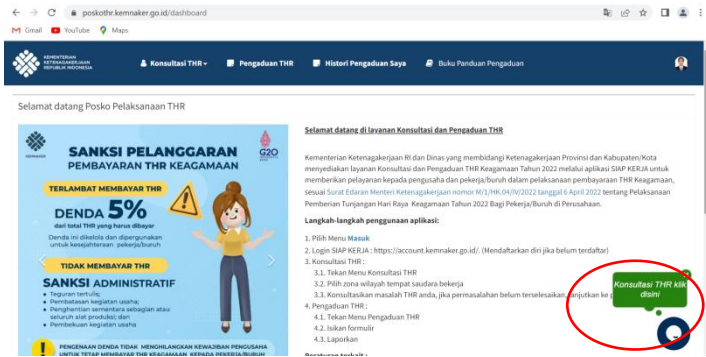 poskothr.kemnaker.go.id/dashboard
Gmail YouTube Maps
KEMENTERIAN
KETENAGAKERJAAN
REPUBLIK INDONESIA
Konsultasi THR Pengaduan THR Histori Pengaduan Saya Buku Panduan Pengaduan
Selamat datang Posko Pelaksanaan THR
KEMNAKER
G20
SANKSI PELANGGARAN
PEMBAYARAN THR KEAGAMAAN
TERLAMBAT MEMBAYAR THR
DENDA 5%
dari total THR yang harus dibayar
Denda ini dikelola dan dipergunakan
untuk kesejahteraan pekerja/buruh
TIDAK MEMBAYAR THR
SANKSI ADMINISTRATIF
• Teguran tertulis;
• Pembatasan kegiatan usaha;
• Penghentian sementara sebagian atau
seluruh alat produksi; dan
• Pembekuan kegiatan usaha
PENGENAAN DENDA TIDAK MENGHILANGKAN KEWAJIBAN PENGUSAHA
UNTUK TETAP MEMBAYAR THR KEAGAMAAN KEPADA PEKERJA/BURUH
Selamat datang di layanan Konsultasi dan Pengaduan THR
Kementerian Ketenagakerjaan RI dan Dinas yang membidangi Ketenagakerjaan Provinsi dan Kabupaten/Kota
menyediakan layanan Konsultasi dan Pengaduan THR Keagamaan Tahun 2022 melalui aplikasi SIAP KERJA untuk
memberikan pelayanan kepada pengusaha dan pekerja/buruh dalam pelaksanaan pembayaraan THR Keagamaan,
sesuai Surat Edaran Menteri Ketenagakerjaan nomor M/1/HK.04/IV/2022 tanggal 6 April 2022 tentang Pelaksanaan
Pemberian Tunjangan Hari Raya Keagamaan Tahun 2022 Bagi Pekerja/Buruh di Perusahaan.
Langkah-langkah penggunaan aplikasi:
1. Pilih Menu Masuk
2. Login SIAP KERJA : https://account.kemnaker.go.id/. (Mendaftarkan diri jika belum terdaftar)
3. Konsultasi THR :
3.1. Tekan Menu Konsultasi THR
3.2. Pilih zona wilayah tempat saudara bekerja
3.3. Konsultasikan masalah THR anda, jika permasalahan belum terselesaikan, lanjutkan ke
4. Pengaduan THR :
4.1. Tekan Menu Pengaduan THR
4.2. Isikan formulir
4.3. Laporkan
Peraturan terkait :
Konsultasi THR klik
disini